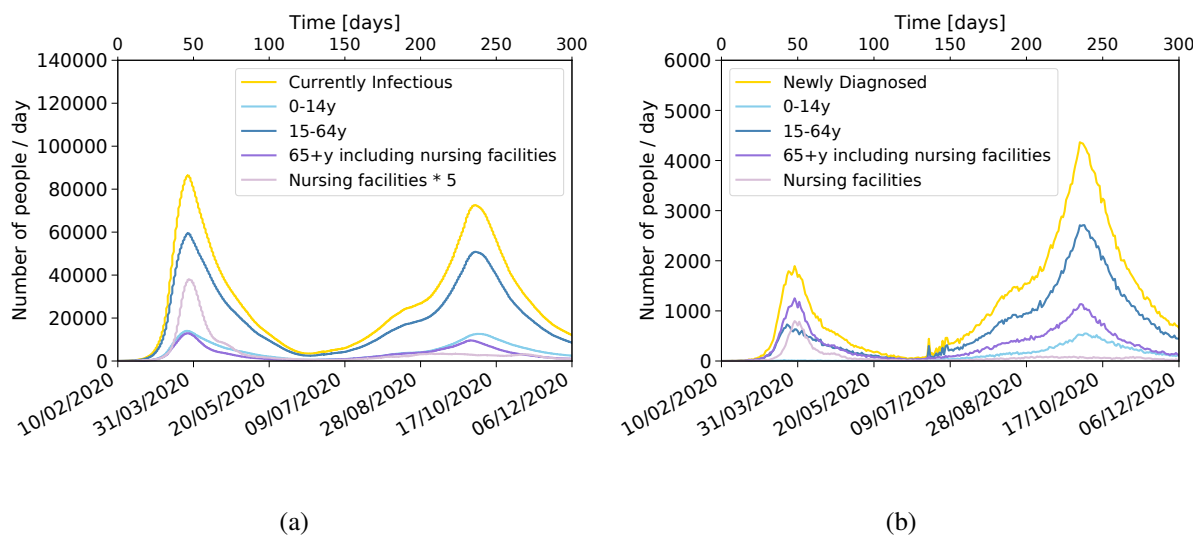 Time [days]
0 50 100 150 200 250 300
140000
120000
100000
80000
60000
40000
20000
0
Number of people / day
Currently Infectious
0-14y
15-64y
65+y including nursing facilities
Nursing facilities * 5
10/02/2020
31/03/2020
20/05/2020
09/07/2020
28/08/2020
17/10/2020
06/12/2020
(a)
Time [days]
0 50 100 150 200 250 300
6000
5000
4000
3000
2000
1000
0
Number of people / day
Newly Diagnosed
0-14y
15-64y
65+y including nursing facilities
Nursing facilities
10/02/2020
31/03/2020
20/05/2020
09/07/2020
28/08/2020
17/10/2020
06/12/2020
(b)